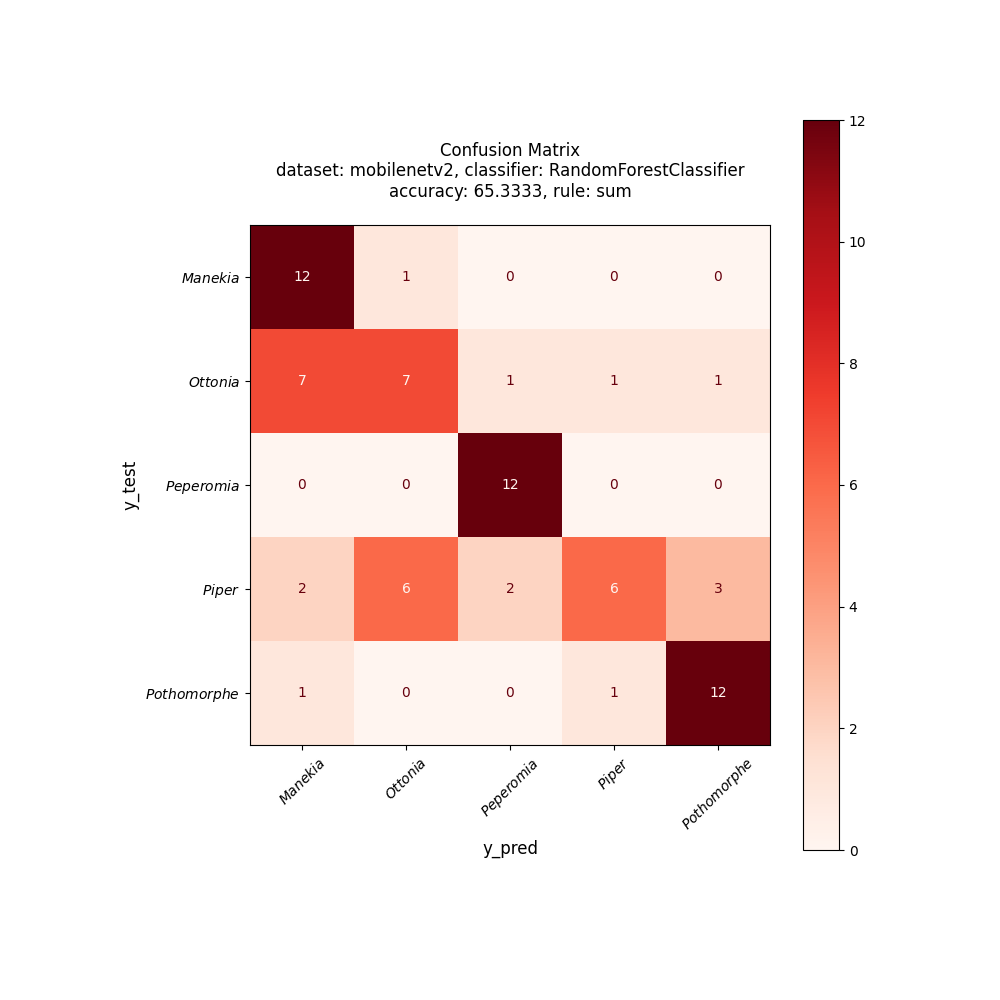 Confusion Matrix
dataset: mobilenetv2, classifier: RandomForestClassifier
accuracy: 65.3333, rule: sum
Manekia 12 1 0 0 0
Ottonia 7 7 1 1 1
Peperomia 0 0 12 0 0
Piper 2 6 2 6 3
Pothomorphe 1 0 0 1 12
y_test
Manekia Ottonia Peperomia Piper Pothomorphe
y_pred
12
10
8
6
4
2
0